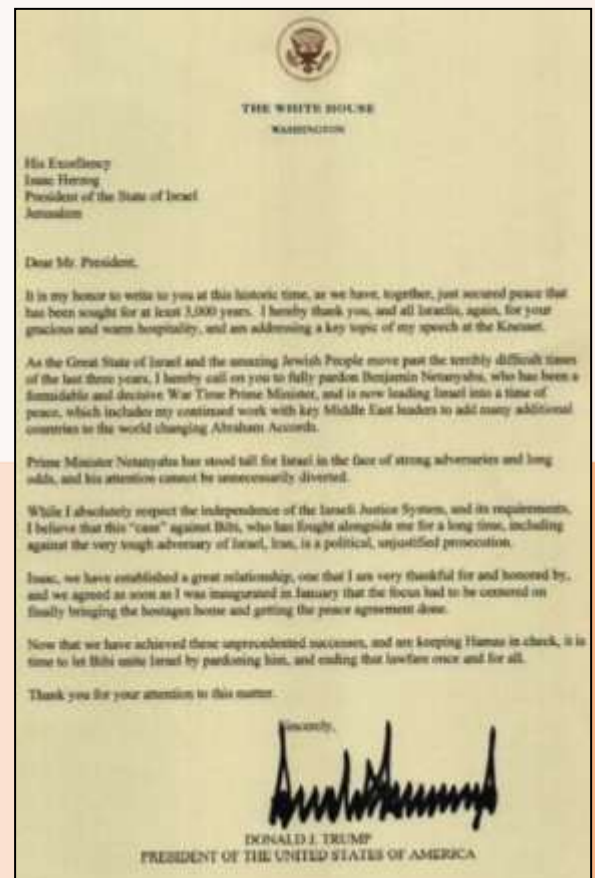 THE WHITE HOUSE
WASHINGTON
His Excellency
Isaac Herzog
President of the State of Israel
Jerusalem
Dear Mr. President,
It is my honor to write to you at this historic time, as we have, together, just secured peace that
has been sought for at least 3,000 years. I hereby thank you, and all Israelis, again, for your
gracious and warm hospitality, and am addressing a key topic of my speech at the Knesset.
As the Great State of Israel and the amazing Jewish People move past the terribly difficult times
of the last three years, I hereby call on you to fully pardon Benjamin Netanyahu, who has been a
formidable and decisive War Time Prime Minister, and is now leading Israel into a time of
peace, which includes my continued work with key Middle East leaders to add many additional
countries to the world changing Abraham Accords.
Prime Minister Netanyahu has stood tall for Israel in the face of strong adversaries and long
odds, and his attention cannot be unnecessarily diverted.
While I absolutely respect the independence of the Israeli Justice System, and its requirements,
I believe that this "case" against Bibi, who has fought alongside me for a long time, including
against the very tough adversary of Israel, Iran, is a political, unjustified prosecution.
Isaac, we have established a great relationship, one that I am very thankful for and honored by,
and we agreed as soon as I was inaugurated in January that the focus had to be centered on
finally bringing the hostages home and getting the peace agreement done.
Now that we have achieved these unprecedented successes, and are keeping Hamas in check, it is
time to let Bibi unite Israel by pardoning him, and ending that lawfare once and for all.
Thank you for your attention to this matter.
Sincerely,
DONALD J. TRUMP
PRESIDENT OF THE UNITED STATES OF AMERICA